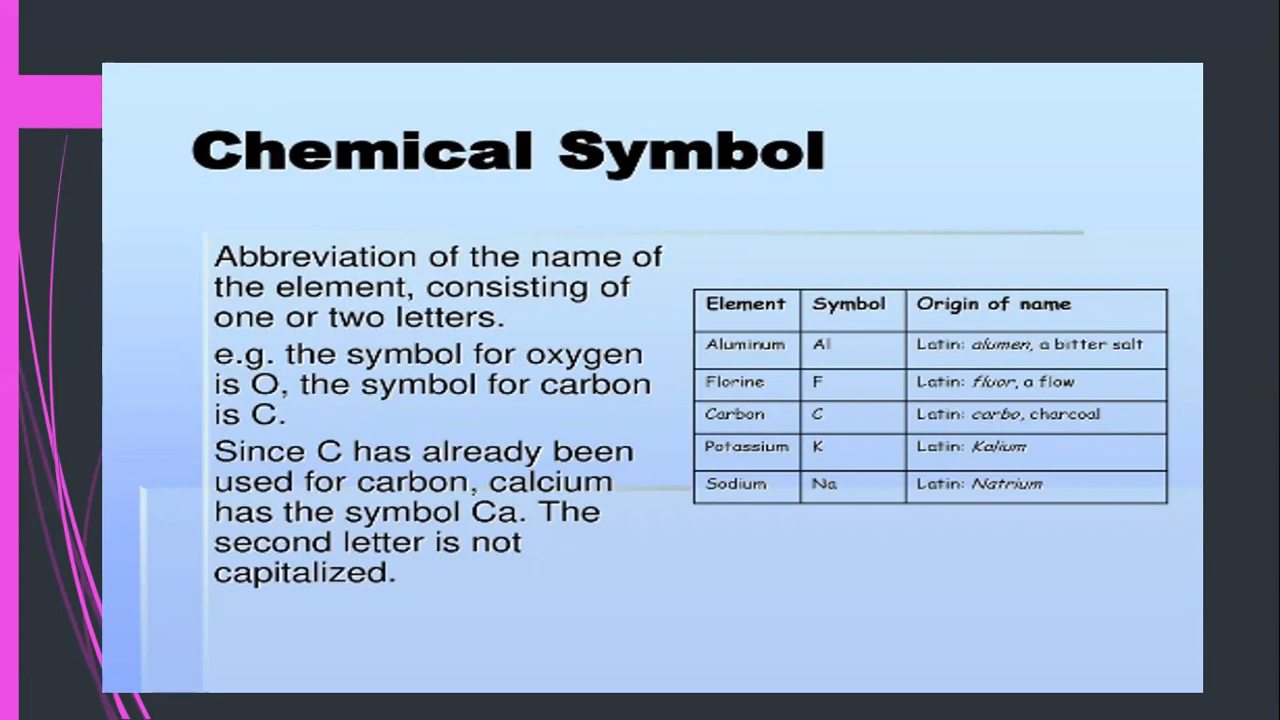 Chemical Symbol
Abbreviation of the name of
the element, consisting of
one or two letters.
e.g. the symbol for oxygen
is O, the symbol for carbon
is C.
Since C has already been
used for carbon, calcium
has the symbol Ca. The
second letter is not
capitalized.
Element Symbol Origin of name
Aluminum Al Latin: alumen, a bitter salt
Florine F Latin: fluor, a flow
Carbon C Latin: carbo, charcoal
Potassium K Latin: Kalium
Sodium Na Latin: Natrium